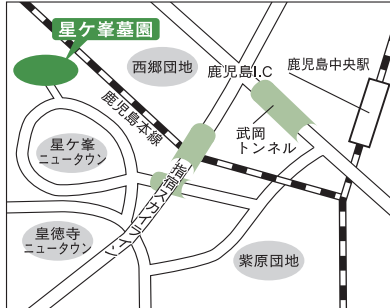 星ケ峯墓園
西郷団地
鹿児島I.C
鹿児島中央駅
鹿児島本線
武岡
トンネル
星ケ峯
ニュータウン
指宿スカイライン
皇徳寺
ニュータウン
紫原団地